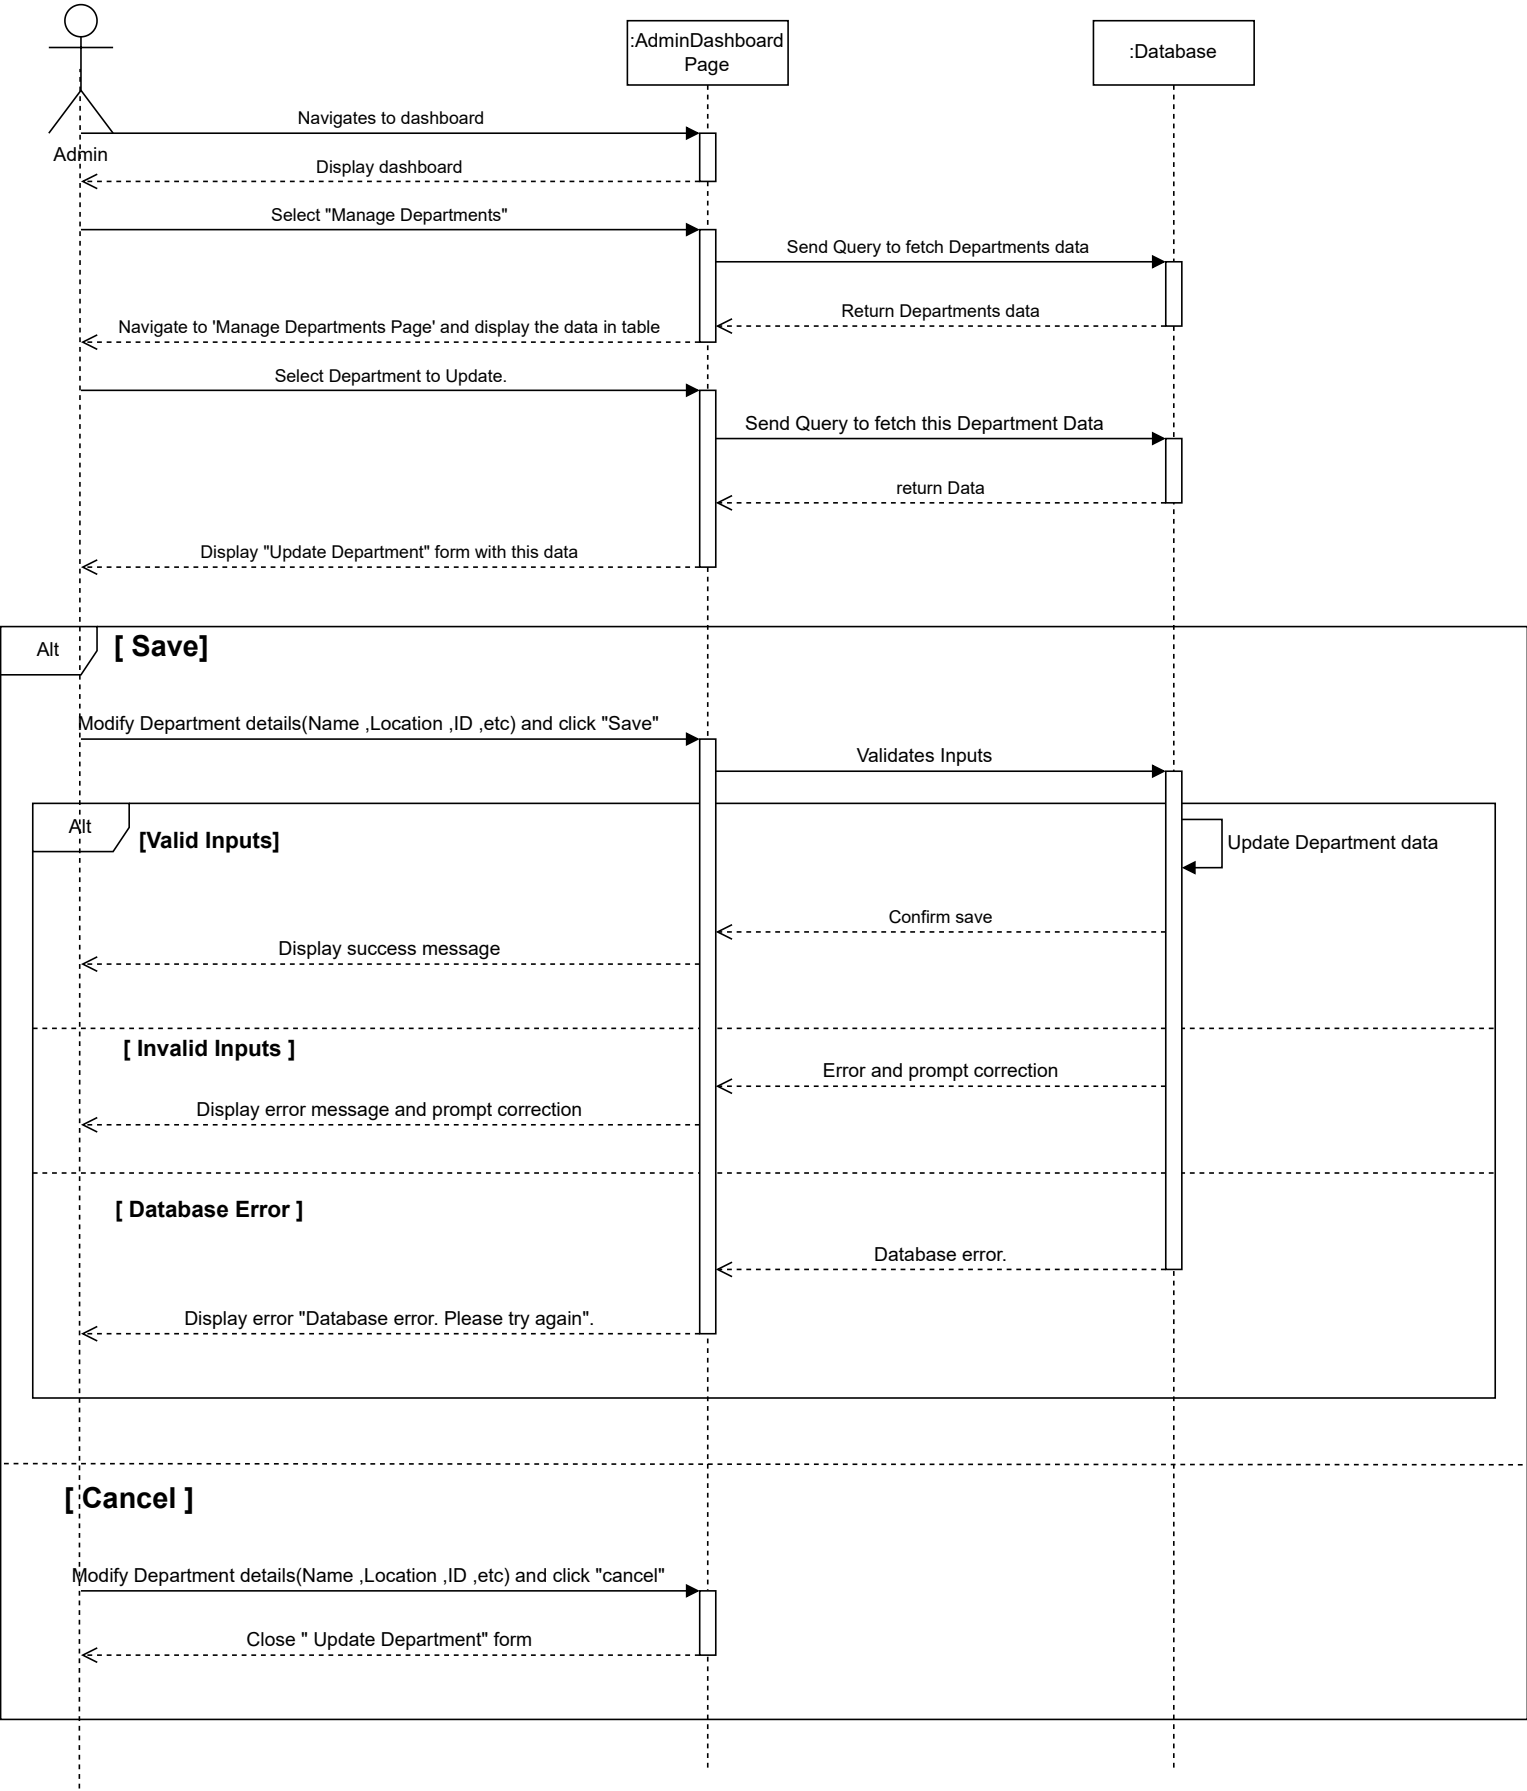 :AdminDashboard
Page
:Database
Navigates to dashboard
Admin
Display dashboard
Select "Manage Departments"
Send Query to fetch Departments data
Return Departments data
Navigate to 'Manage Departments Page' and display the data in table
Select Department to Update.
Send Query to fetch this Department Data
return Data
Display "Update Department" form with this data
Alt
[ Save]
Modify Department details(Name ,Location ,ID ,etc) and click "Save"
Validates Inputs
Alt
[Valid Inputs]
Update Department data
Confirm save
Display success message
[ Invalid Inputs ]
Error and prompt correction
Display error message and prompt correction
[ Database Error ]
Database error.
Display error "Database error. Please try again".
[ Cancel ]
Modify Department details(Name ,Location ,ID ,etc) and click "cancel"
Close " Update Department" form